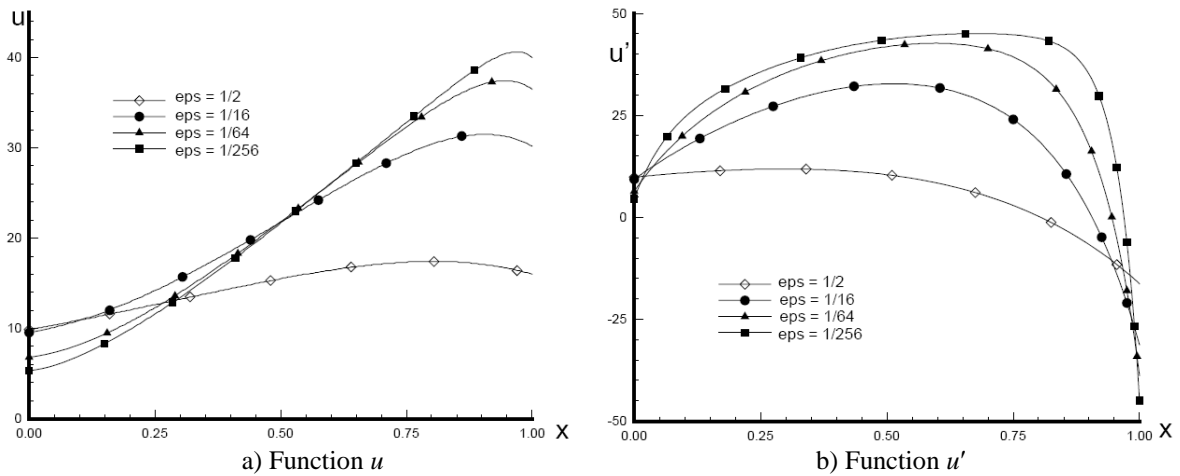 u
40
30
20
10
0
eps = 1/2
eps = 1/16
eps = 1/64
eps = 1/256
0.00 0.25 0.50 0.75 1.00 X
a) Function u
50
u'
25
0
-25
-50
eps = 1/2
eps = 1/16
eps = 1/64
eps = 1/256
0.00 0.25 0.50 0.75 1.00 X
b) Function u′